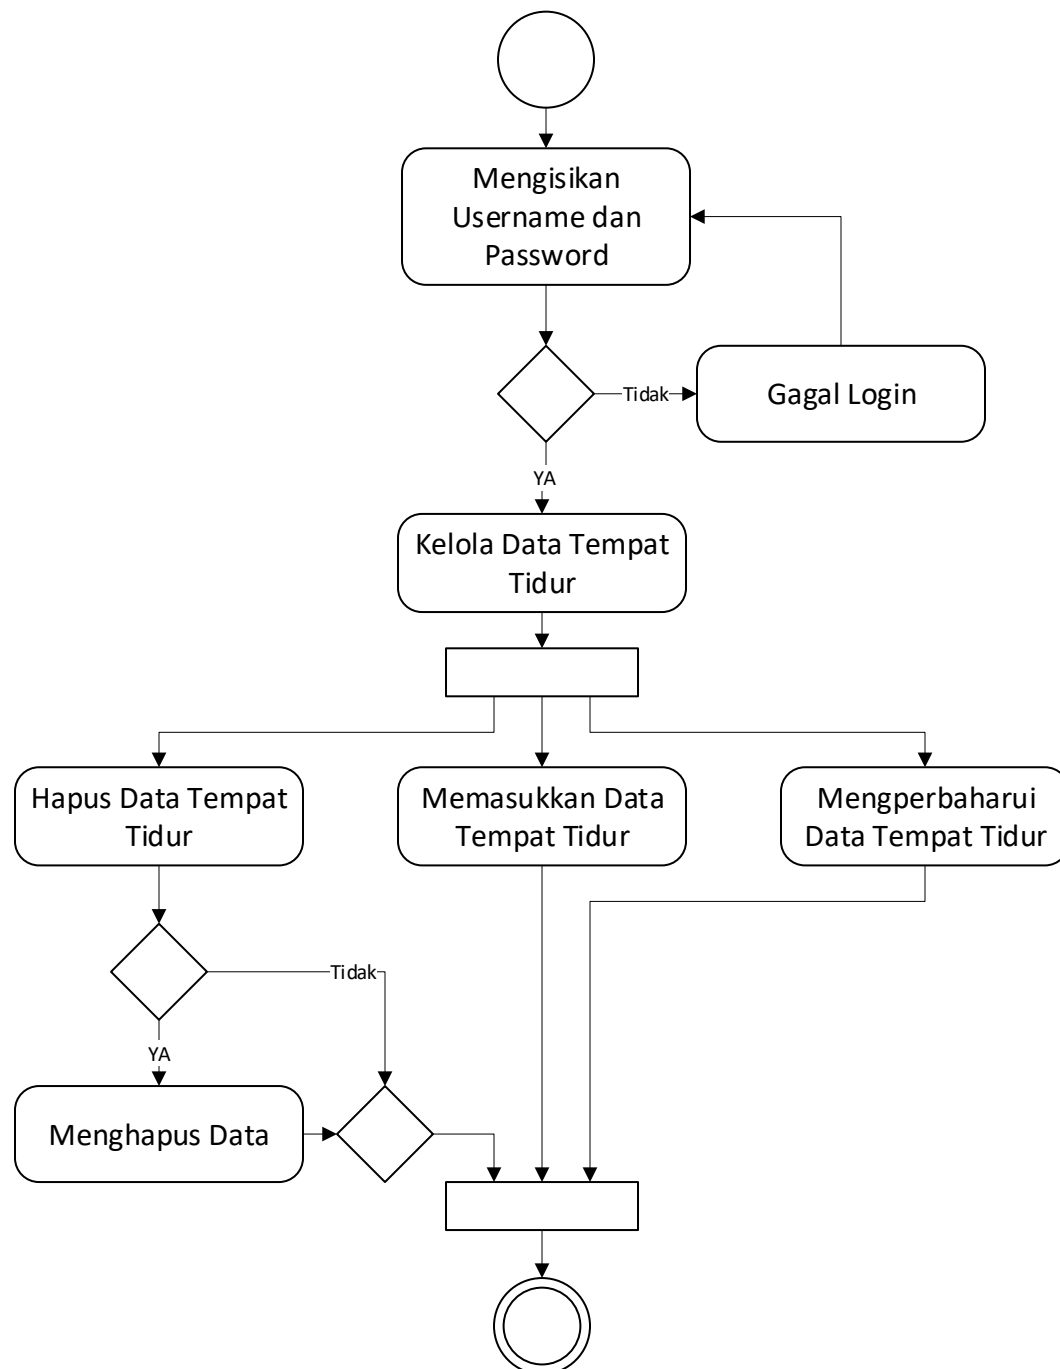 Mengisikan
Username dan
Password
Tidak
Gagal Login
YA
Kelola Data Tempat
Tidur
Hapus Data Tempat
Tidur
Memasukkan Data
Tempat Tidur
Mengperbaharui
Data Tempat Tidur
Tidak
YA
Menghapus Data